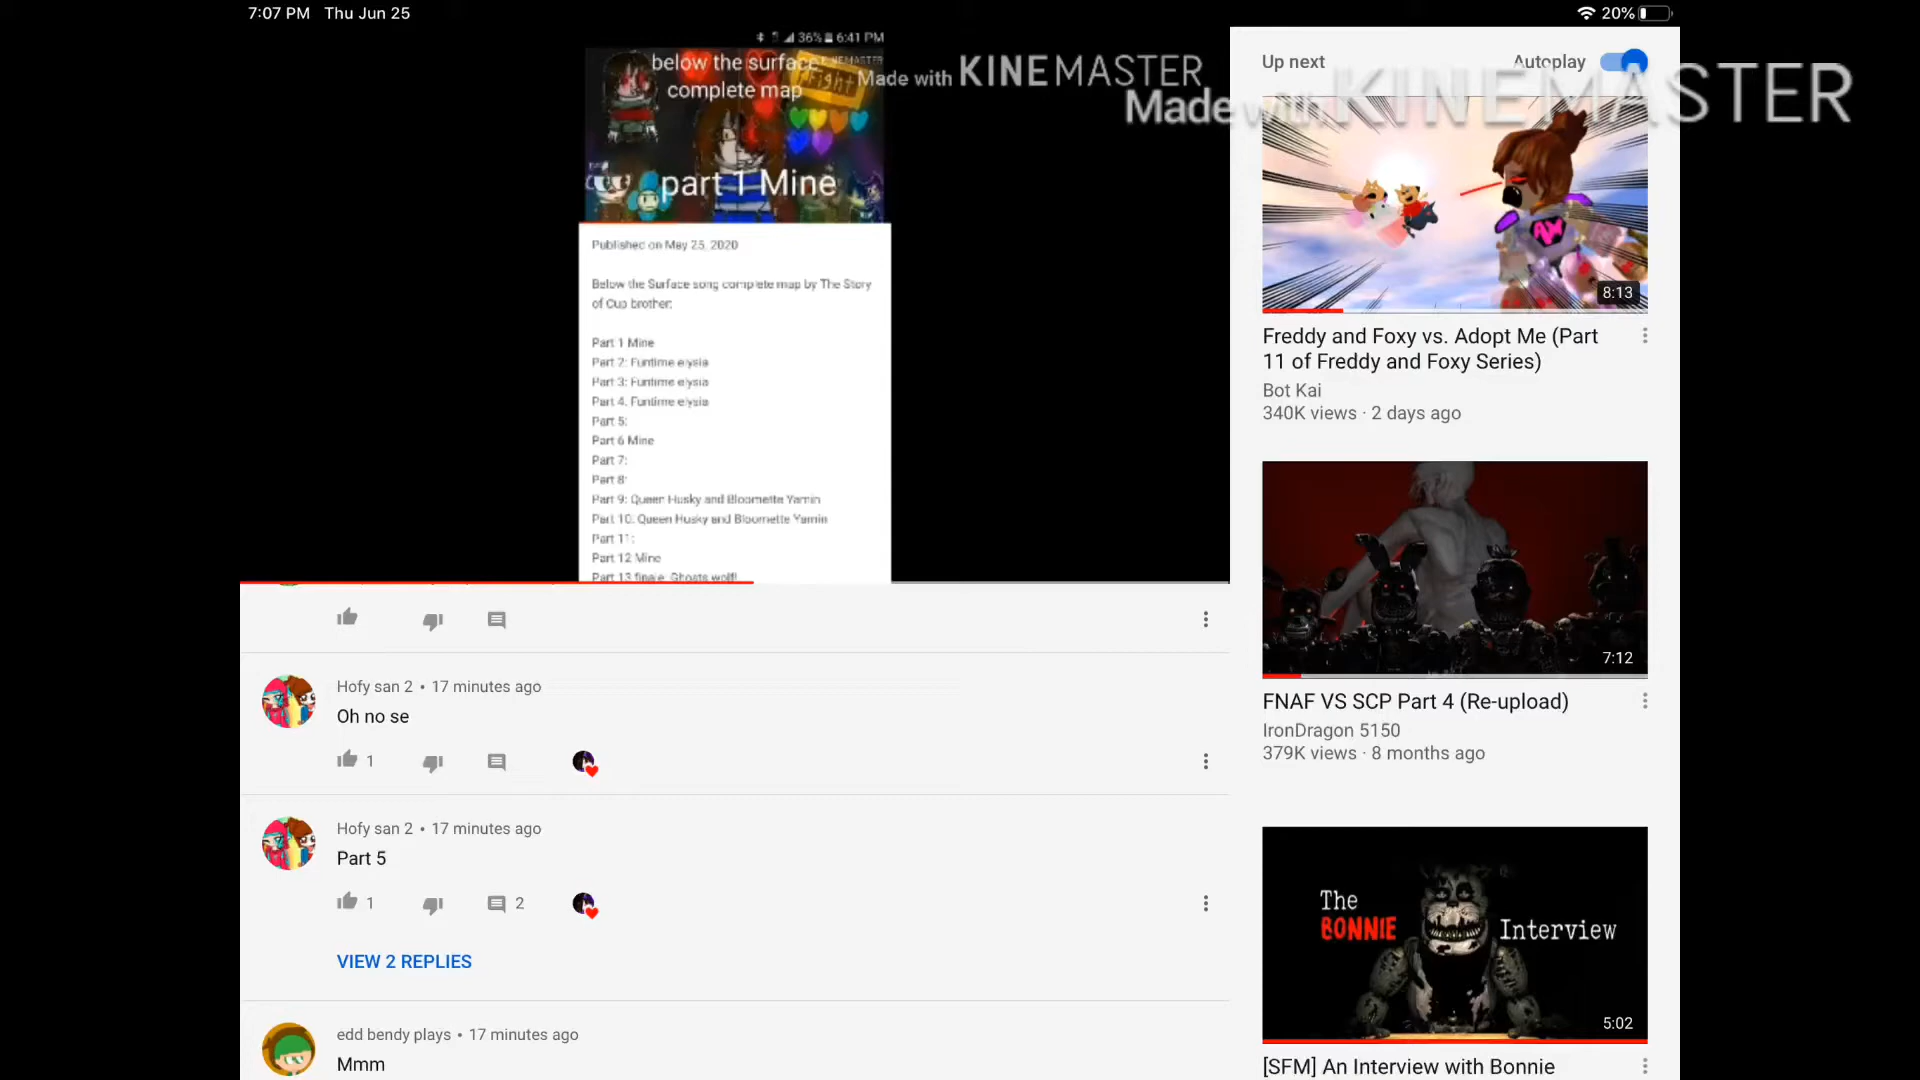 7:07 PM Thu Jun 25
20%
36% 6:41 PM
below the surface
complete map
Fight
part 1 Mine
Made with KINEMASTER
Made with KINEMASTER
Published on May 25, 2020
Below the Surface song complete map by The Story
of Cup brother:
Part 1 Mine
Part 2: Funtime elysia
Part 3: Funtime elysia
Part 4. Funtime elysia
Part 5:
Part 6 Mine
Part 7:
Part 8:
Part 9: Queen Husky and Bloomette Yamin
Part 10. Queen Husky and Bloomette Yamin
Part 11:
Part 12 Mine
Part 13 finale: Ghosts wolf!
Hofy san 2 • 17 minutes ago
Oh no se
1
Hofy san 2 • 17 minutes ago
Part 5
1 2
VIEW 2 REPLIES
edd bendy plays • 17 minutes ago
Mmm
Up next Autoplay
8:13
Freddy and Foxy vs. Adopt Me (Part
11 of Freddy and Foxy Series)
Bot Kai
340K views · 2 days ago
7:12
FNAF VS SCP Part 4 (Re-upload)
IronDragon 5150
379K views · 8 months ago
The
BONNIE
Interview
5:02
[SFM] An Interview with Bonnie